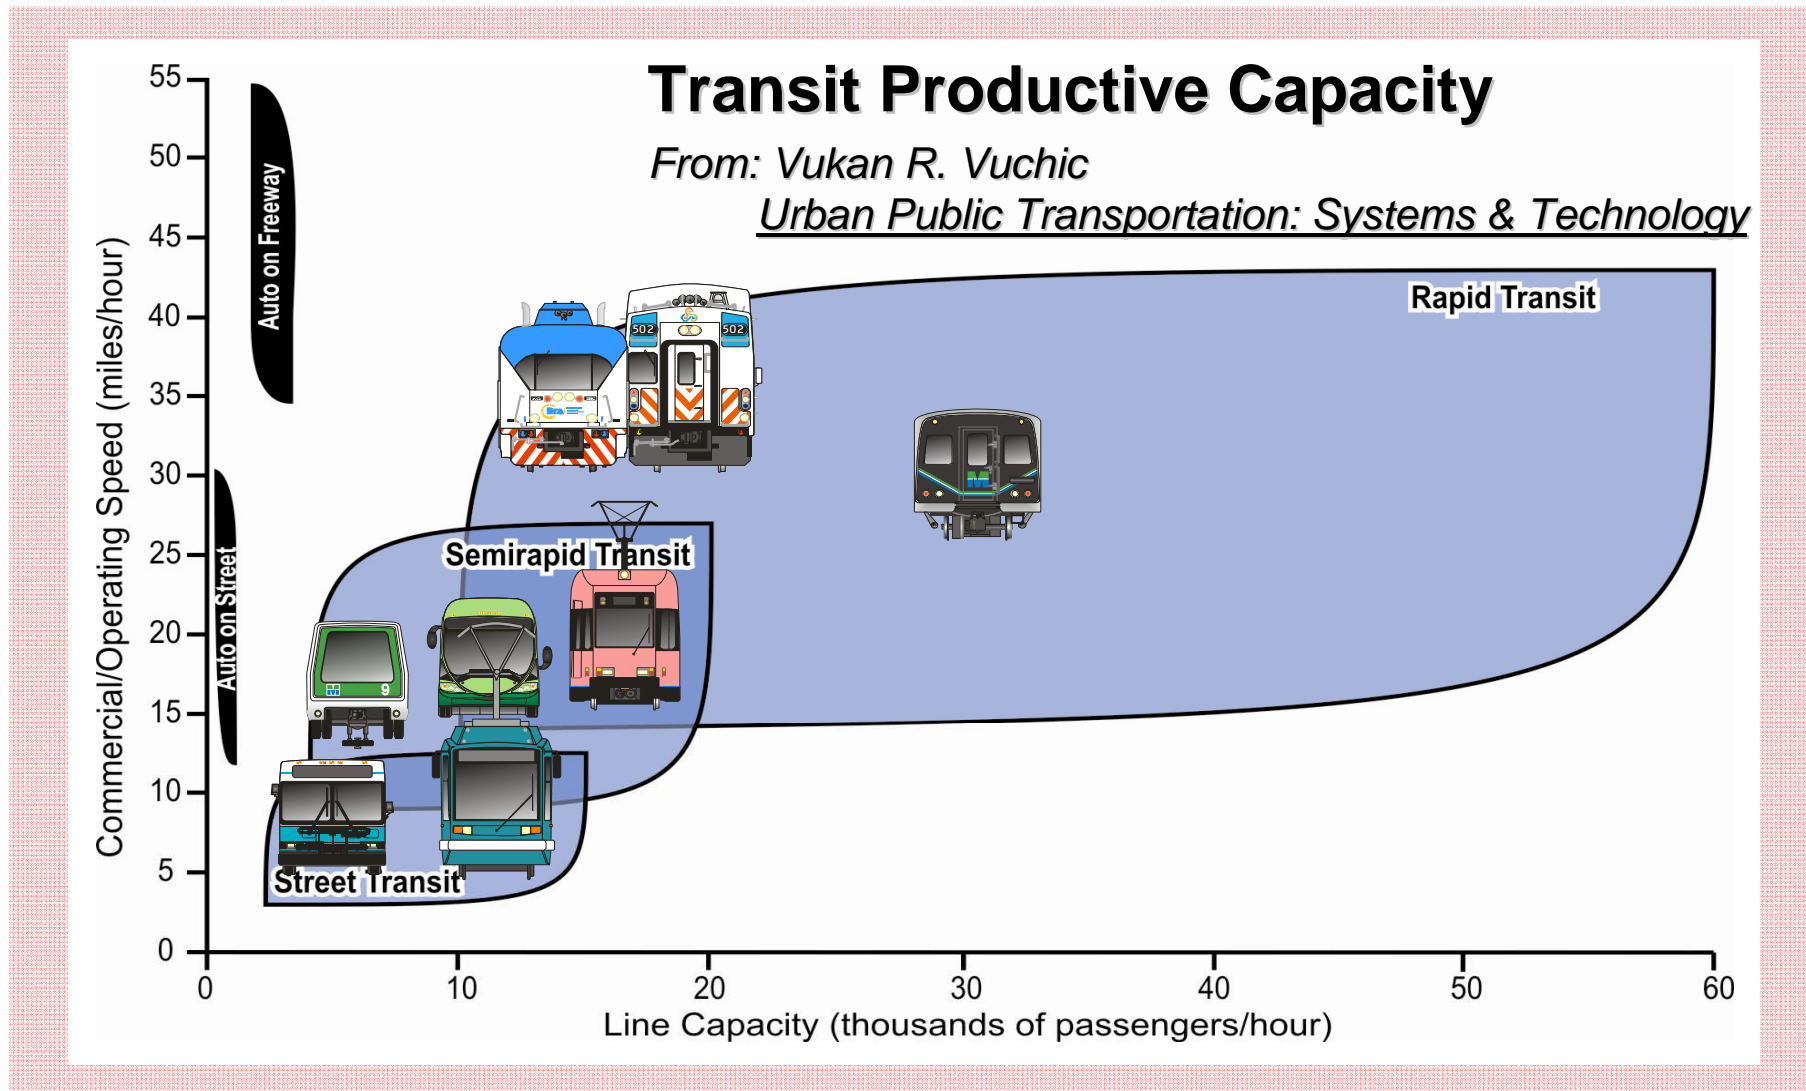 Transit Productive Capacity
From: Vukan R. Vuchic
Urban Public Transportation: Systems & Technology
Commercial/Operating Speed (miles/hour)
55
50
45
40
35
30
25
20
15
10
5
0
Auto on Freeway
Auto on Street
Rapid Transit
502
502
Semirapid Transit
9
Street Transit
0
10
20
30
40
50
60
Line Capacity (thousands of passengers/hour)